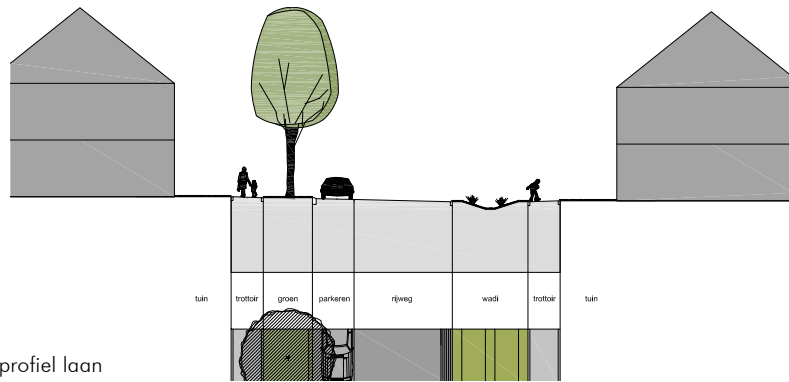 tuin trottoir groen parkeren rijweg wadi trottoir tuin
profiel laan